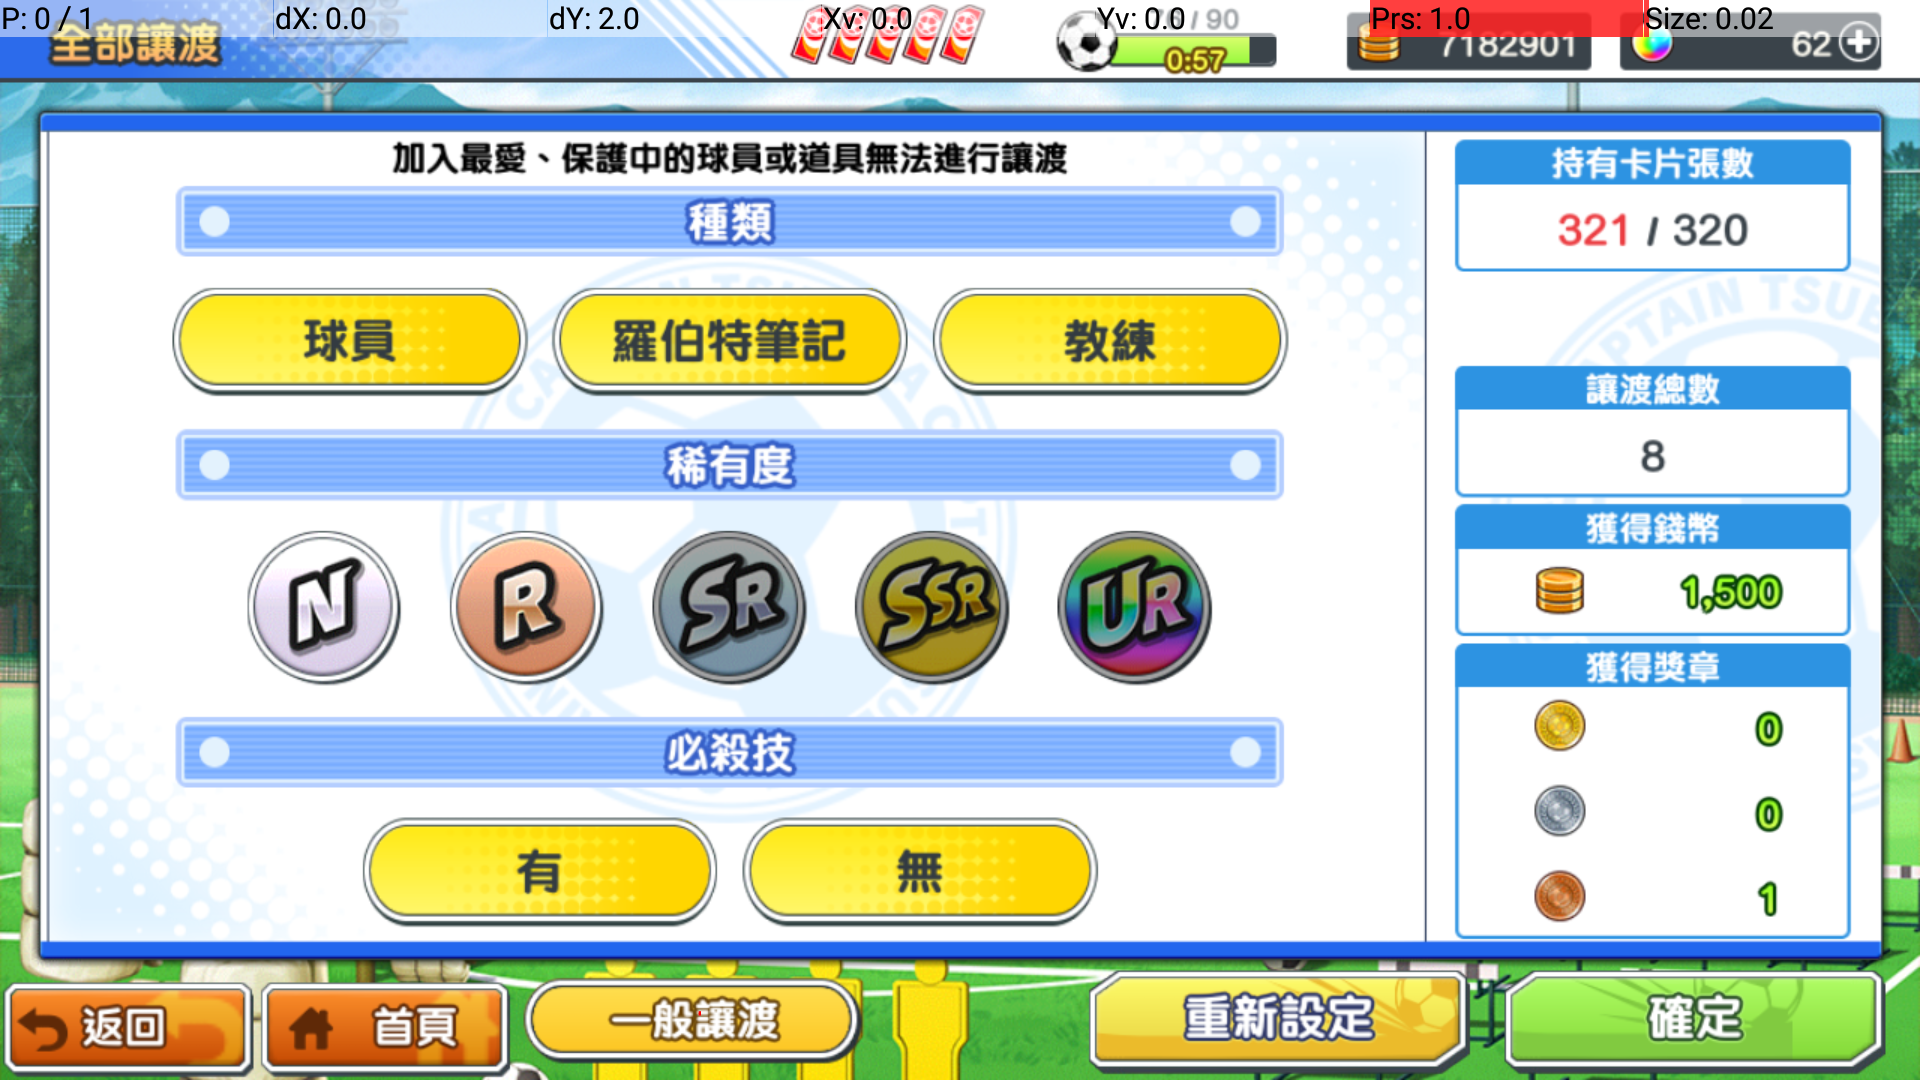 P: 0 / 1
dX: 0.0
dY: 2.0
Xv: 0.0
Yv: 0.0
Prs: 1.0
Size: 0.02
全部讓渡
/ 90
0:57
7182901
62
加入最愛、保護中的球員或道具無法進行讓渡
種類
球員
羅伯特筆記
教練
稀有度
N
R
SR
SSR
UR
必殺技
有
無
持有卡片張數
321 / 320
讓渡總數
8
獲得錢幣
1,500
獲得獎章
0
0
1
返回
首頁
一般讓渡
重新設定
確定